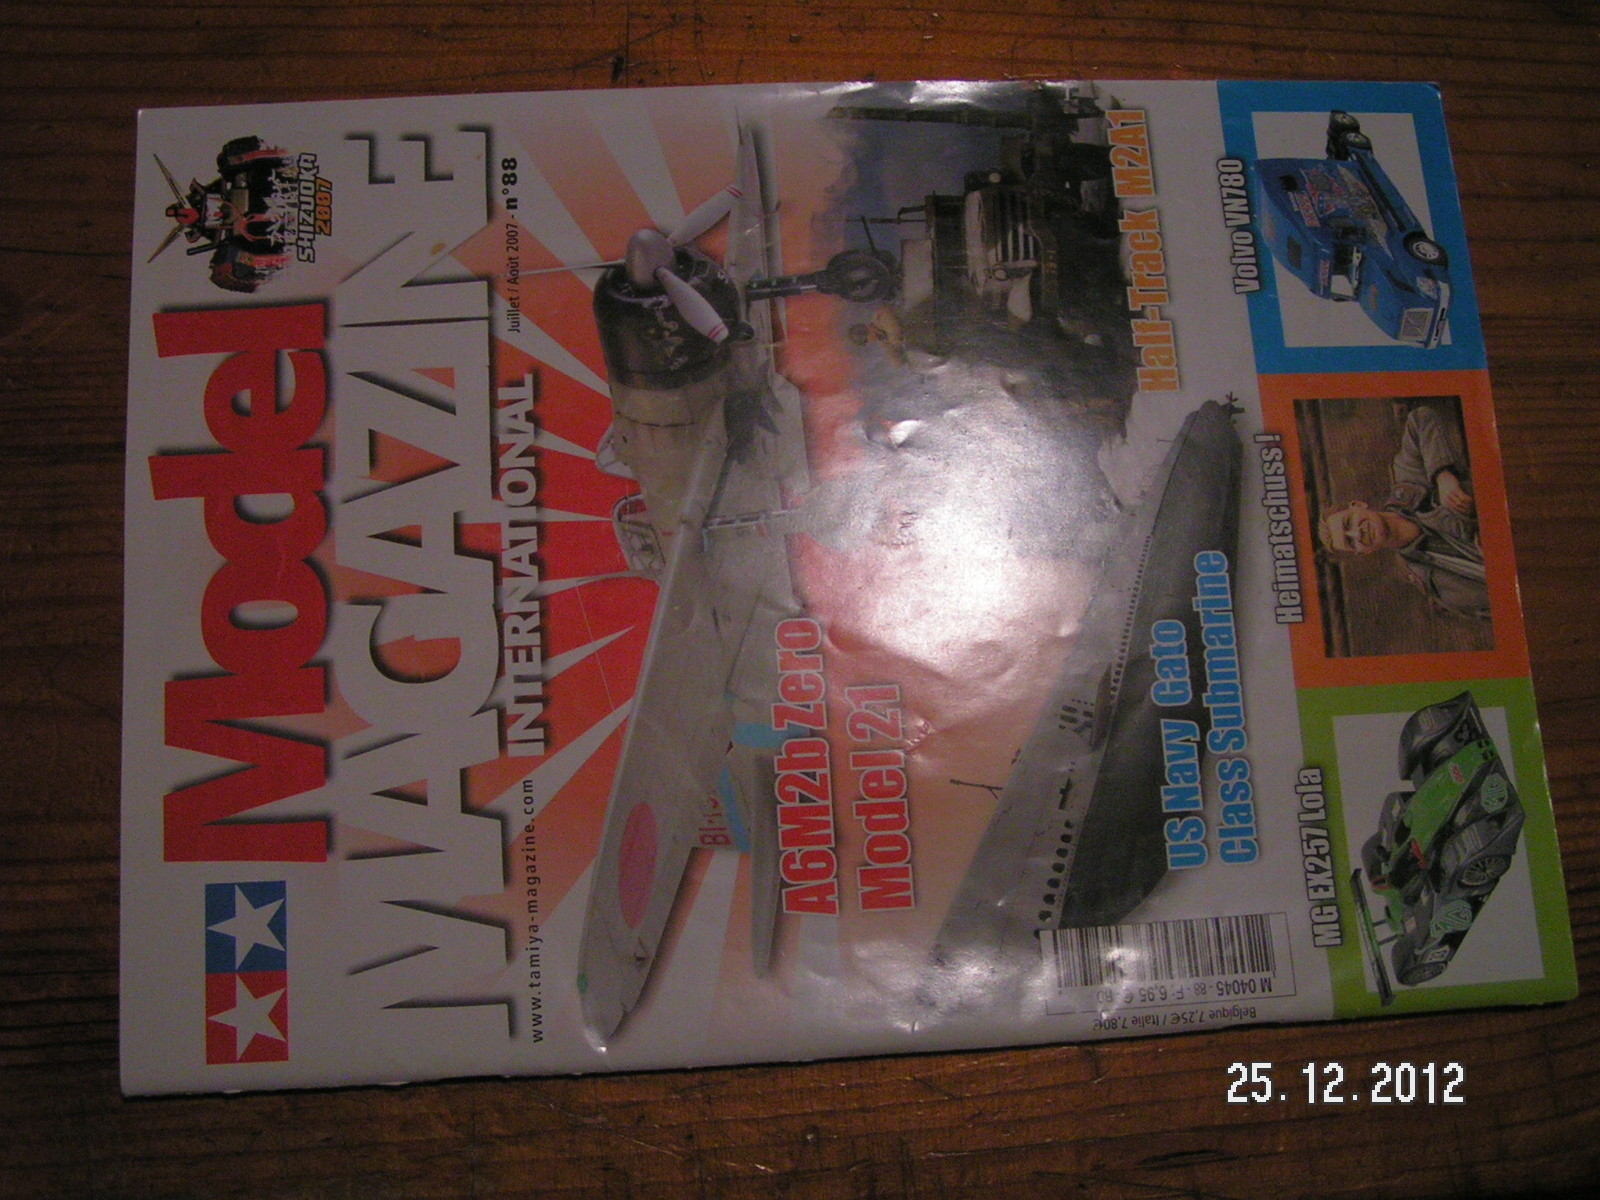 Model
MAGAZINE
INTERNATIONAL
SHIZUOKA
2007
www.tamiya-magazine.com
Juillet / Août 2007 - n°88
A6M2b Zero
Model 21
Half-Track M2A1
US Navy Gato
Class Submarine
BI-1
M 04045 - 88 - F: 6,95 € - RD
Belgique 7,25€ / Italie 7,80€
MG EX257 Lola
Heimatschuss!
Volvo VN780
25.12.2012